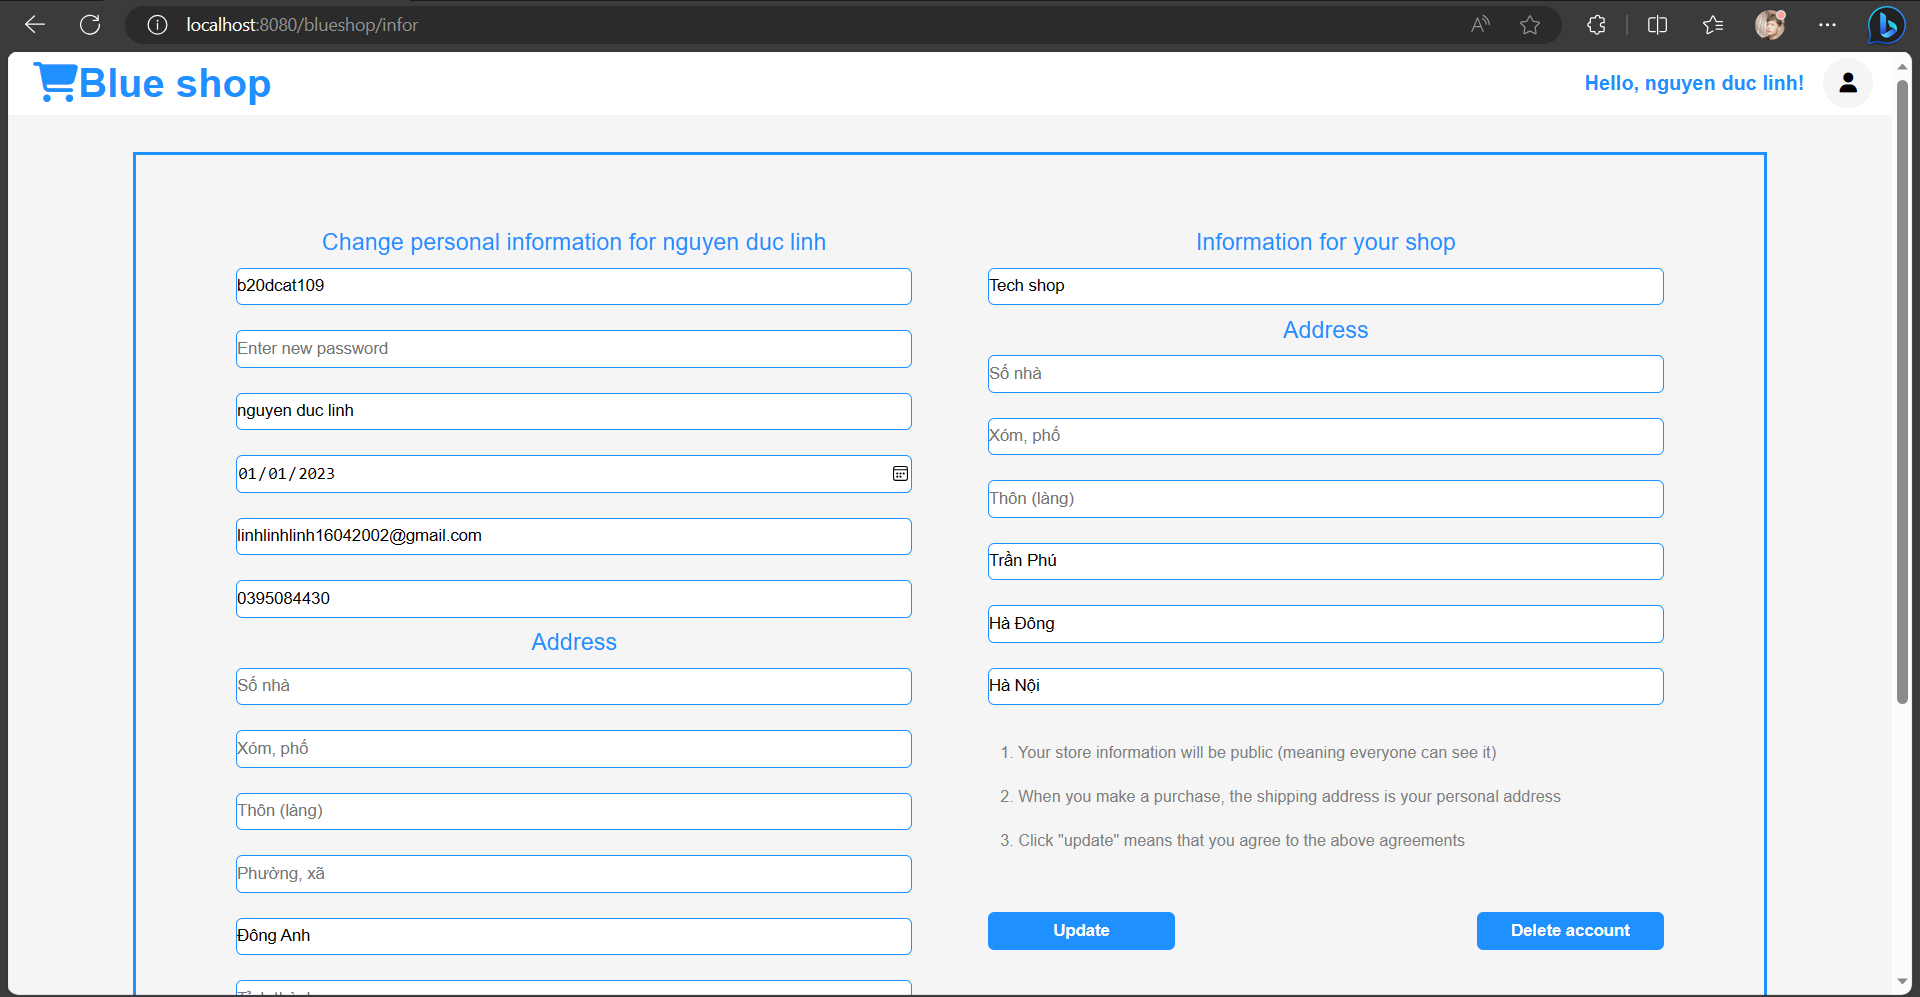 localhost:8080/blueshop/infor
Blue shop
Hello, nguyen duc linh!
Change personal information for nguyen duc linh
b20dcat109
Enter new password
nguyen duc linh
01/01/2023
linhlinhlinh16042002@gmail.com
0395084430
Address
Số nhà
Xóm, phố
Thôn (làng)
Phường, xã
Đông Anh
Information for your shop
Tech shop
Address
Số nhà
Xóm, phố
Thôn (làng)
Trần Phú
Hà Đông
Hà Nội
1. Your store information will be public (meaning everyone can see it)
2. When you make a purchase, the shipping address is your personal address
3. Click "update" means that you agree to the above agreements
Update
Delete account